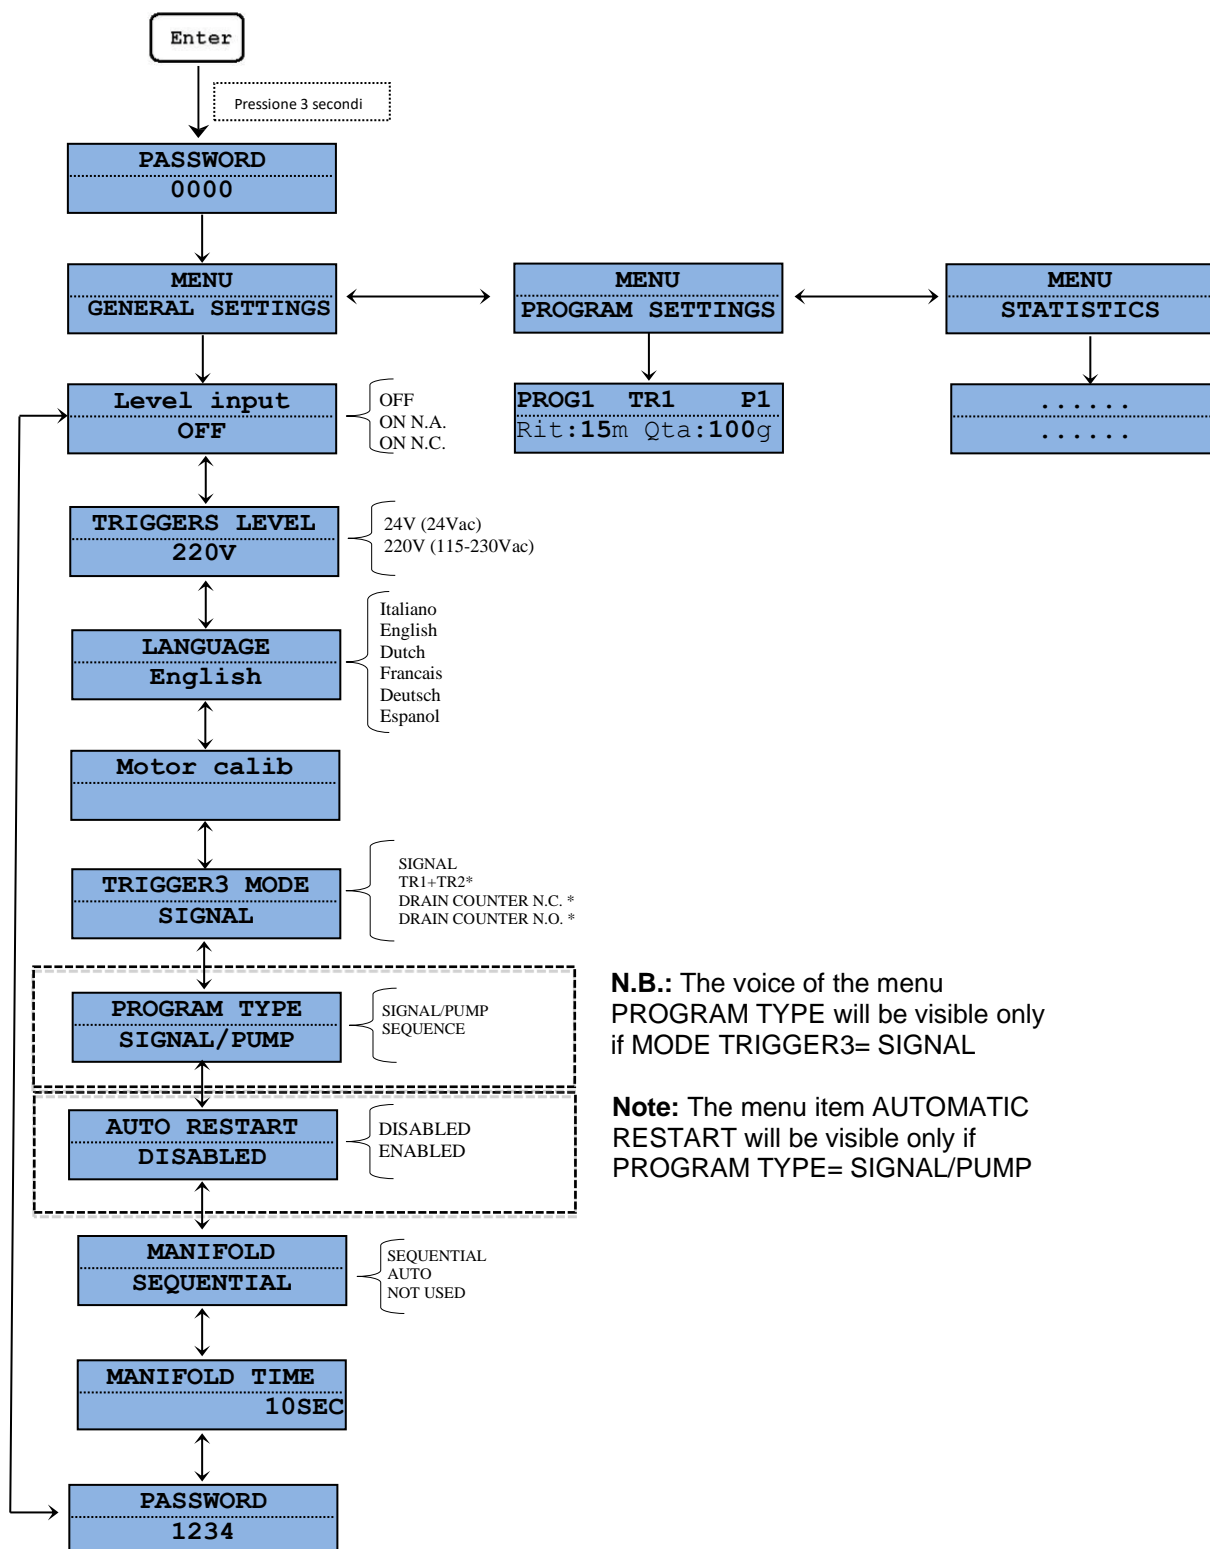 Enter
Pressione 3 secondi
PASSWORD
0000
MENU
GENERAL SETTINGS
MENU
PROGRAM SETTINGS
MENU
STATISTICS
Level input
OFF
OFF
ON N.A.
ON N.C.
PROG1 TR1 P1
Rit:15m Qta:100g
......
......
TRIGGERS LEVEL
220V
24V (24Vac)
220V (115-230Vac)
LANGUAGE
English
Italiano
English
Dutch
Francais
Deutsch
Espanol
Motor calib
TRIGGER3 MODE
SIGNAL
SIGNAL
TR1+TR2*
DRAIN COUNTER N.C. *
DRAIN COUNTER N.O. *
PROGRAM TYPE
SIGNAL/PUMP
SIGNAL/PUMP
SEQUENCE
N.B.: The voice of the menu
PROGRAM TYPE will be visible only
if MODE TRIGGER3= SIGNAL
AUTO RESTART
DISABLED
DISABLED
ENABLED
Note: The menu item AUTOMATIC
RESTART will be visible only if
PROGRAM TYPE= SIGNAL/PUMP
MANIFOLD
SEQUENTIAL
SEQUENTIAL
AUTO
NOT USED
MANIFOLD TIME
10SEC
PASSWORD
1234